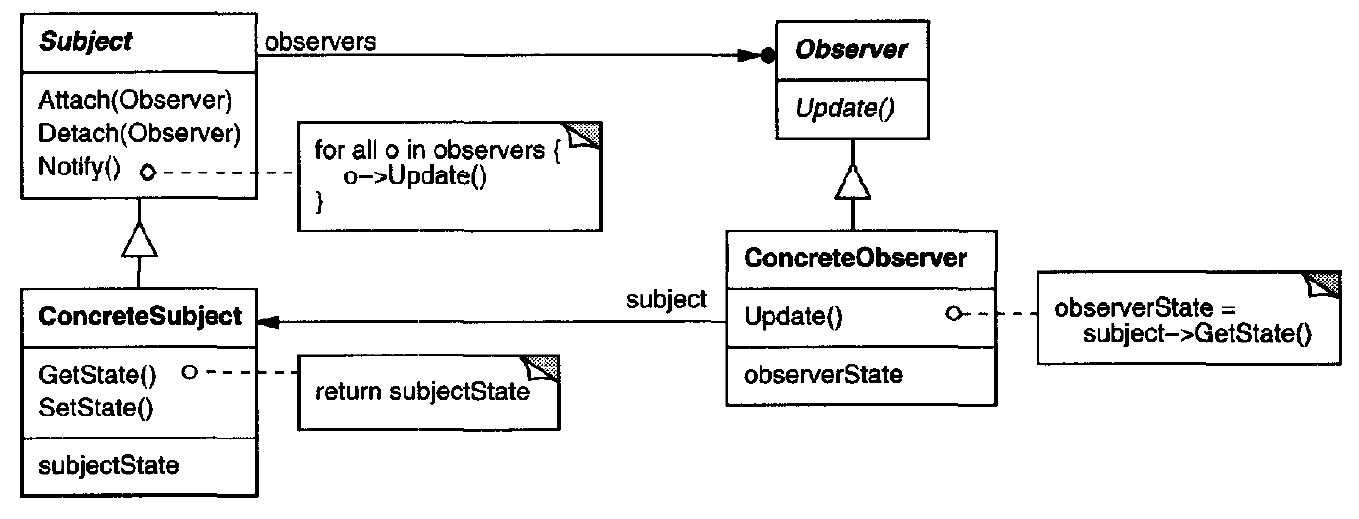 Subject
Attach(Observer)
Detach(Observer)
Notify()
observers
for all o in observers {
o->Update()
}
Observer
Update()
ConcreteSubject
GetState()
SetState()
subjectState
return subjectState
subject
ConcreteObserver
Update()
observerState
observerState =
subject->GetState()